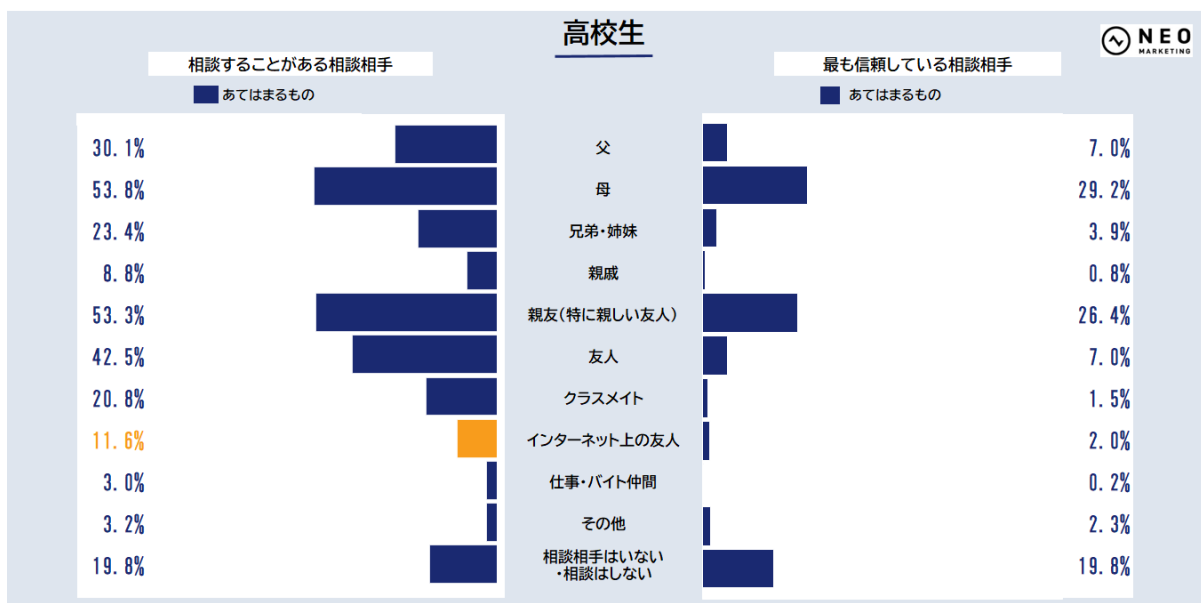 高校生
NEO
MARKETING
相談することがある相談相手
最も信頼している相談相手
あてはまるもの
あてはまるもの
30.1% 父 7.0%
53.8% 母 29.2%
23.4% 兄弟・姉妹 3.9%
8.8% 親戚 0.8%
53.3% 親友(特に親しい友人) 26.4%
42.5% 友人 7.0%
20.8% クラスメイト 1.5%
11.6% インターネット上の友人 2.0%
3.0% 仕事・バイト仲間 0.2%
3.2% その他 2.3%
19.8% 相談相手はいない 19.8%
・相談はしない